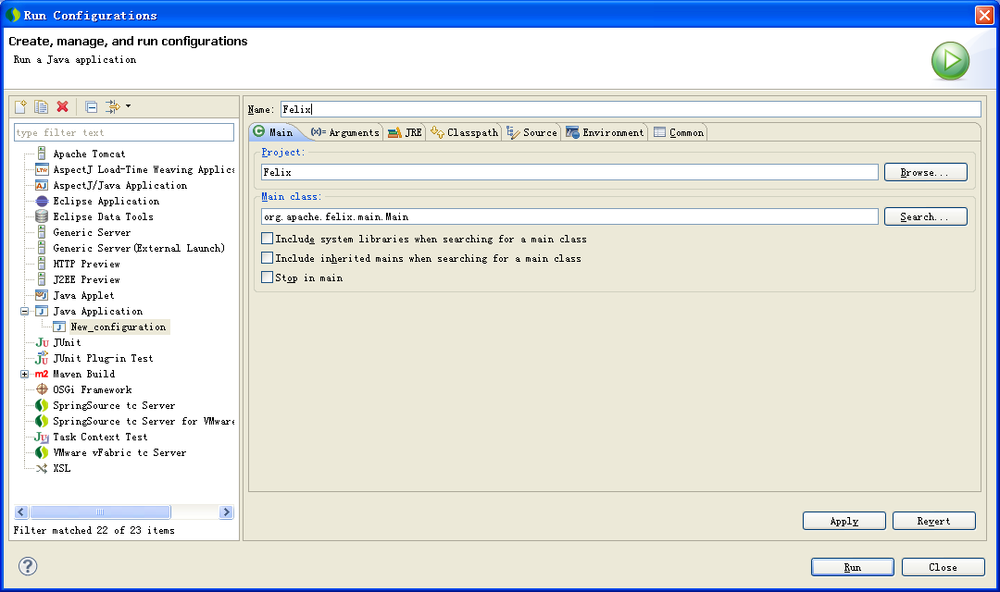 Run Configurations
Create, manage, and run configurations
Run a Java application
Name: Felix
type filter text
Apache Tomcat
LTW AspectJ Load-Time Weaving Applica
AJ AspectJ/Java Application
Eclipse Application
Eclipse Data Tools
Generic Server
Generic Server(External Launch)
HTTP Preview
J2EE Preview
Java Applet
Java Application
New_configuration
JU JUnit
JUnit Plug-in Test
m2 Maven Build
OSGi Framework
SpringSource tc Server
SpringSource tc Server for VMware
Task Context Test
VMware vFabric tc Server
XSL
Filter matched 22 of 23 items
Main (x)= Arguments JRE Classpath Source Environment Common
Project:
Felix Browse...
Main class:
org.apache.felix.main.Main Search...
Include system libraries when searching for a main class
Include inherited mains when searching for a main class
Stop in main
Apply Revert
? Run Close